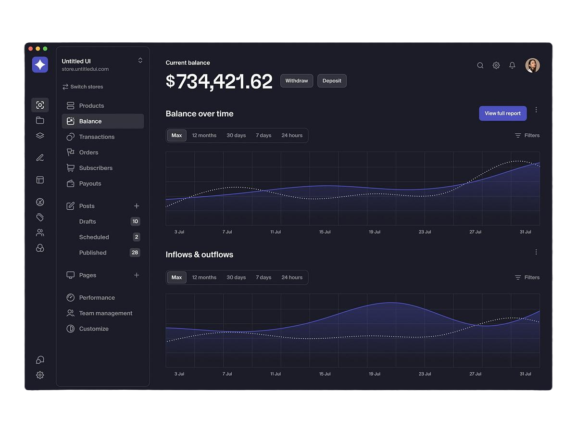 Untitled UI
store.untitledui.com
Switch stores
Products
Balance
Transactions
Orders
Subscribers
Payouts
Posts +
Drafts 10
Scheduled 2
Published 28
Pages +
Performance
Team management
Customize
Current balance
$734,421.62 Withdraw Deposit
Balance over time View full report
Max 12 months 30 days 7 days 24 hours Filters
3 Jul 7 Jul 11 Jul 15 Jul 19 Jul 23 Jul 27 Jul 31 Jul
Inflows & outflows
Max 12 months 30 days 7 days 24 hours Filters
3 Jul 7 Jul 11 Jul 15 Jul 19 Jul 23 Jul 27 Jul 31 Jul